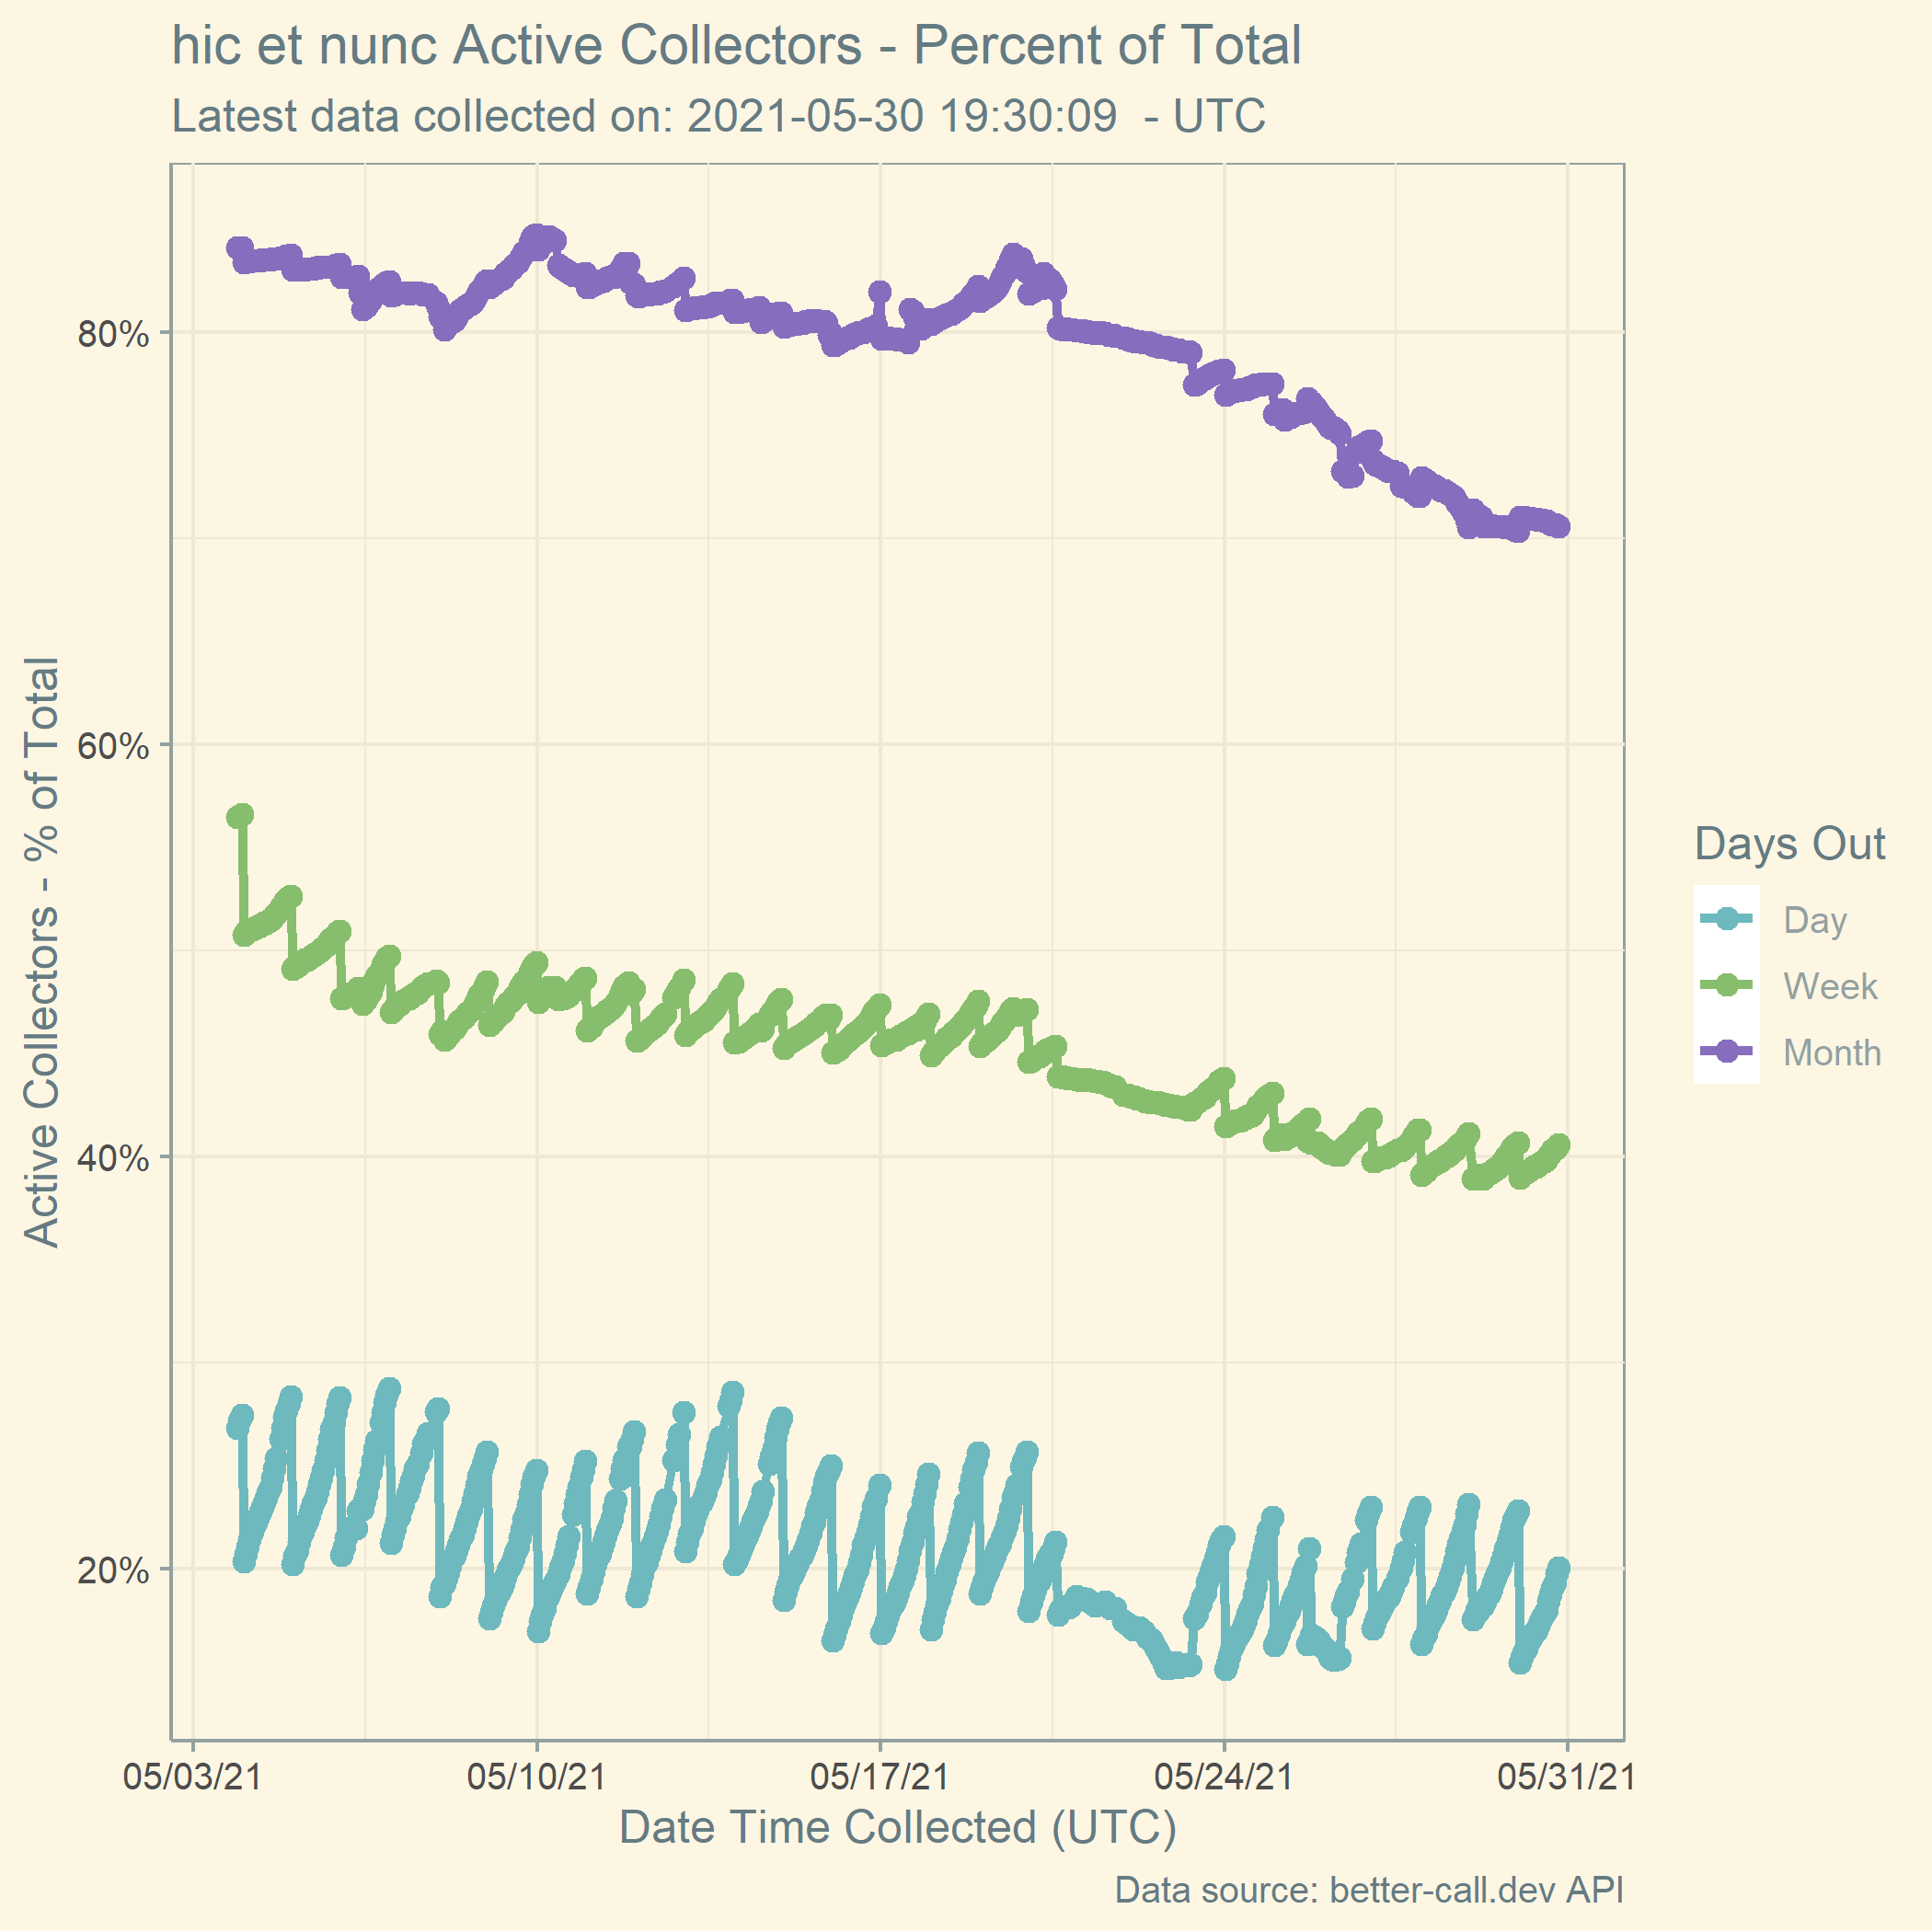 hic et nunc Active Collectors - Percent of Total
Latest data collected on: 2021-05-30 19:30:09  - UTC
Active Collectors - % of Total
80%
60%
40%
20%
05/03/21
05/10/21
05/17/21
05/24/21
05/31/21
Date Time Collected (UTC)
Days Out
Day
Week
Month
Data source: better-call.dev API